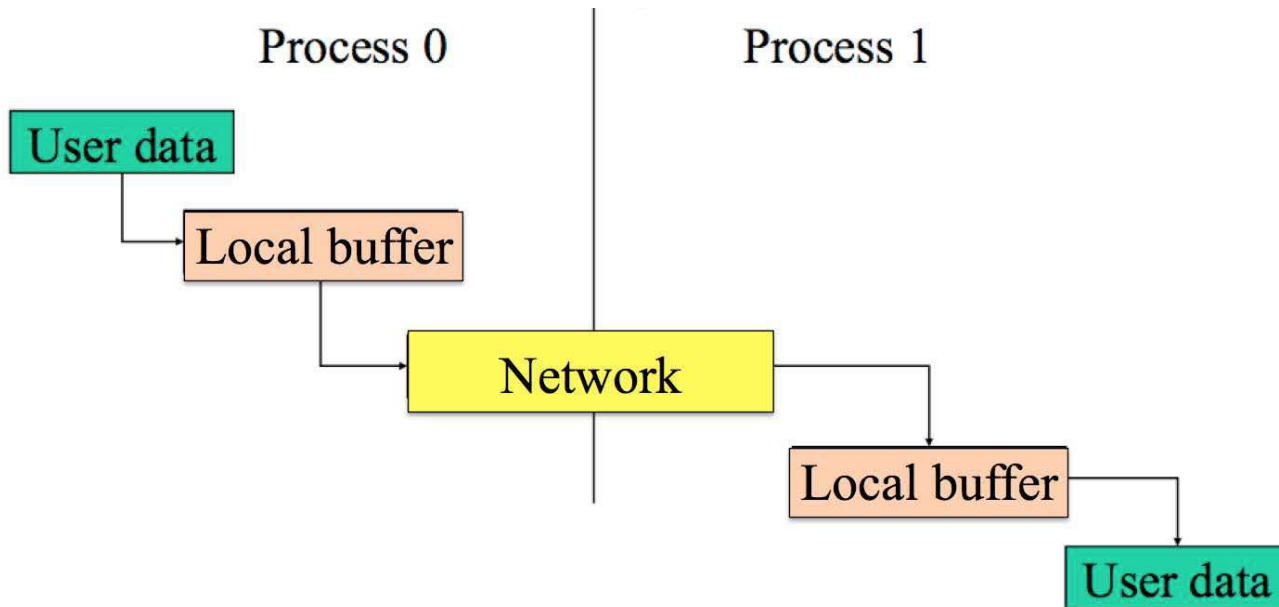 Process 0
Process 1
User data
Local buffer
Network
Local buffer
User data